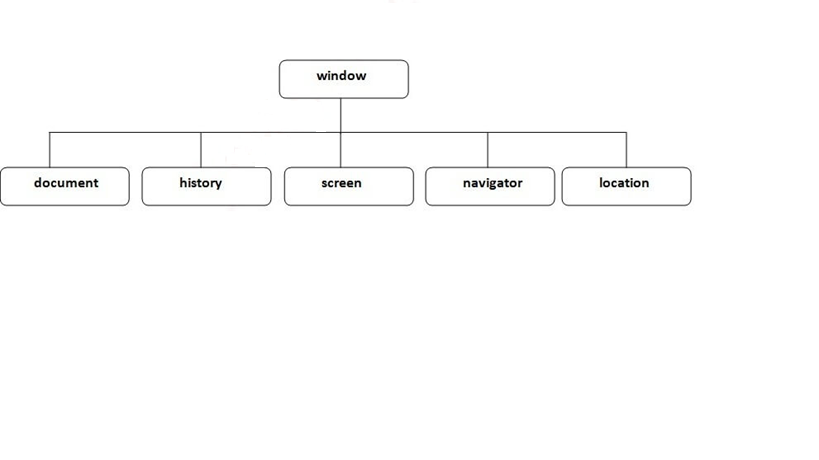 window
document
history
screen
navigator
location